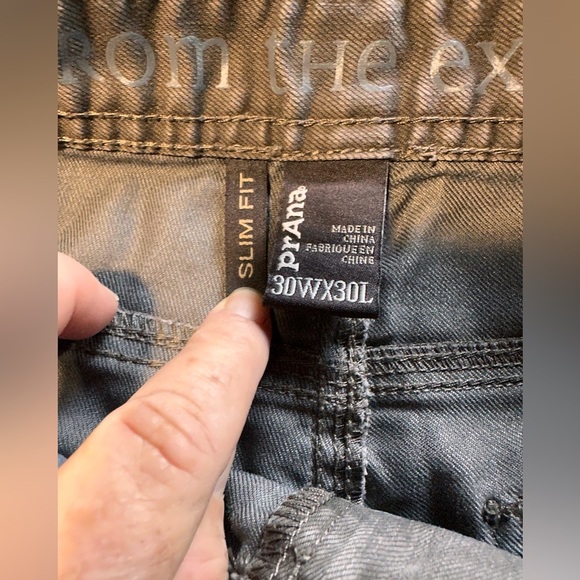 ROM THE EX
SLIM FIT
prAna
MADE IN
CHINA
FABRIQUE EN
CHINE
30WX30L